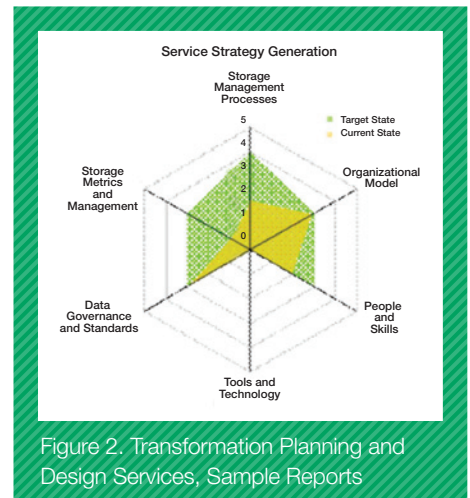 Service Strategy Generation
Storage
Management
Processes
Target State
Current State
5
4
3
2
1
0
Storage
Metrics
and
Management
Organizational
Model
Data
Governance
and Standards
People
and
Skills
Tools and
Technology
Figure 2. Transformation Planning and
Design Services, Sample Reports